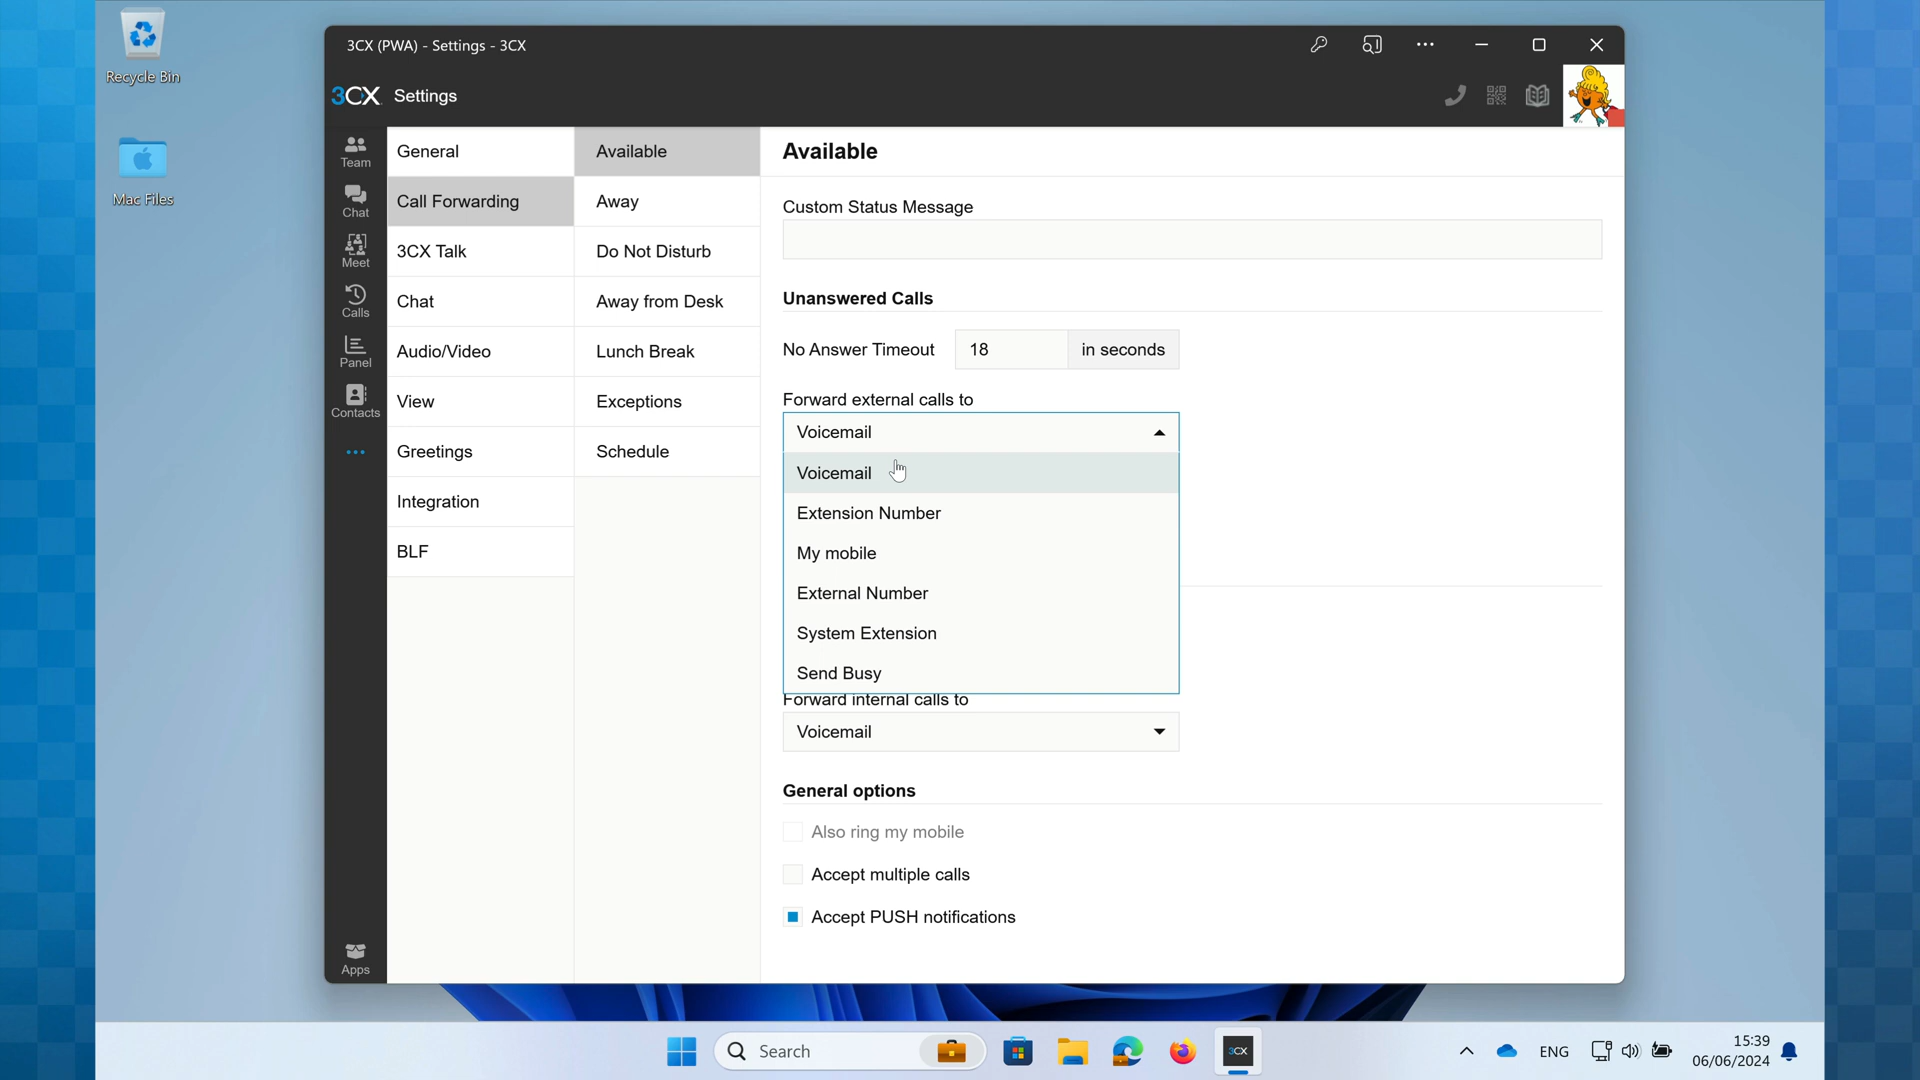 Recycle Bin
Mac Files
3CX (PWA) - Settings - 3CX
3CX Settings
Team
Chat
Meet
Calls
Panel
Contacts
Apps
General
Call Forwarding
3CX Talk
Chat
Audio/Video
View
Greetings
Integration
BLF
Available
Away
Do Not Disturb
Away from Desk
Lunch Break
Exceptions
Schedule
Available
Custom Status Message
Unanswered Calls
No Answer Timeout 18 in seconds
Forward external calls to
Voicemail
Voicemail
Extension Number
My mobile
External Number
System Extension
Send Busy
Forward internal calls to
Voicemail
General options
Also ring my mobile
Accept multiple calls
Accept PUSH notifications
Search
3CX
ENG
15:39
06/06/2024